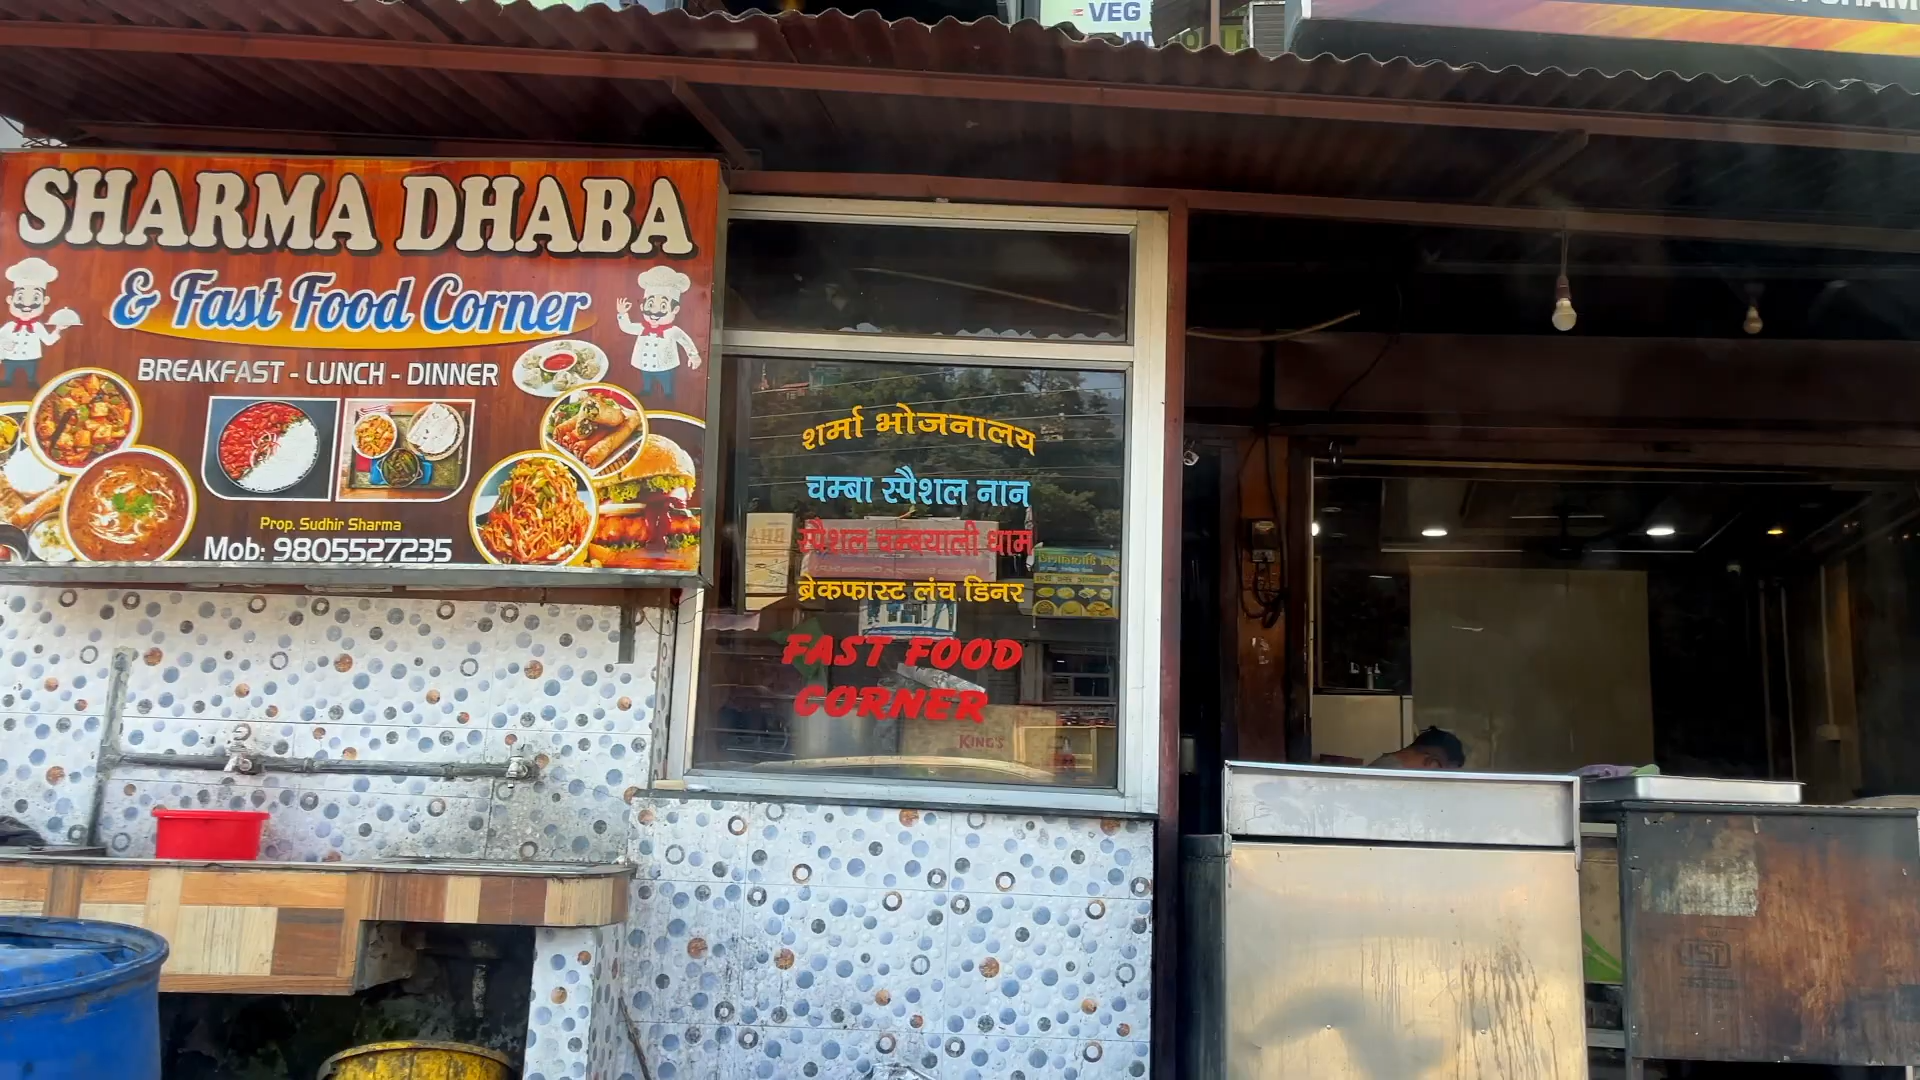 - VEG
SHARMA DHABA
& Fast Food Corner
BREAKFAST - LUNCH - DINNER
Prop. Sudhir Sharma
Mob: 9805527235
शर्मा भोजनालय
चम्बा स्पैशल नान
स्पैशल चम्बयाली धाम
ब्रेकफास्ट लंच.डिनर
FAST FOOD
CORNER
KING'S